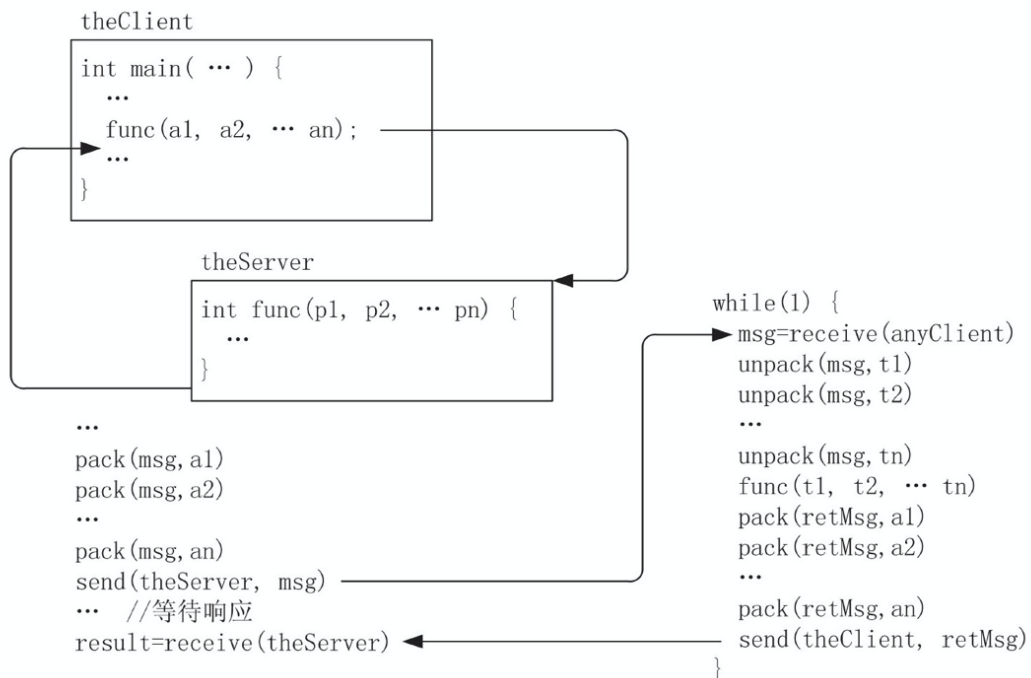 theClient
int main( … ) {
…
func(a1, a2, … an);
…
}
theServer
int func(p1, p2, … pn) {
…
}
…
pack(msg,a1)
pack(msg,a2)
…
pack(msg,an)
send(theServer, msg)
… //等待响应
result=receive(theServer)
while(1) {
msg=receive(anyClient)
unpack(msg,t1)
unpack(msg,t2)
…
unpack(msg,tn)
func(t1, t2, … tn)
pack(retMsg,a1)
pack(retMsg,a2)
…
pack(retMsg,an)
send(theClient, retMsg)
}